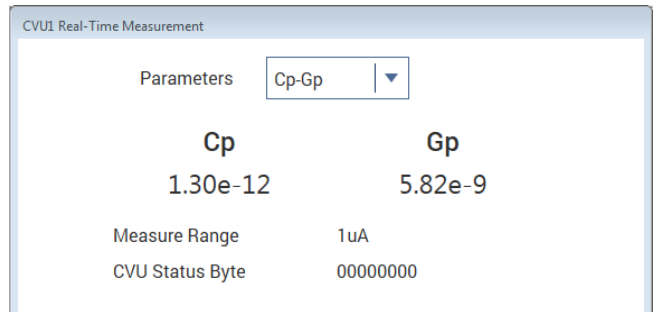 CVU1 Real-Time Measurement
Parameters Cp-Gp
Cp Gp
1.30e-12 5.82e-9
Measure Range 1uA
CVU Status Byte 00000000